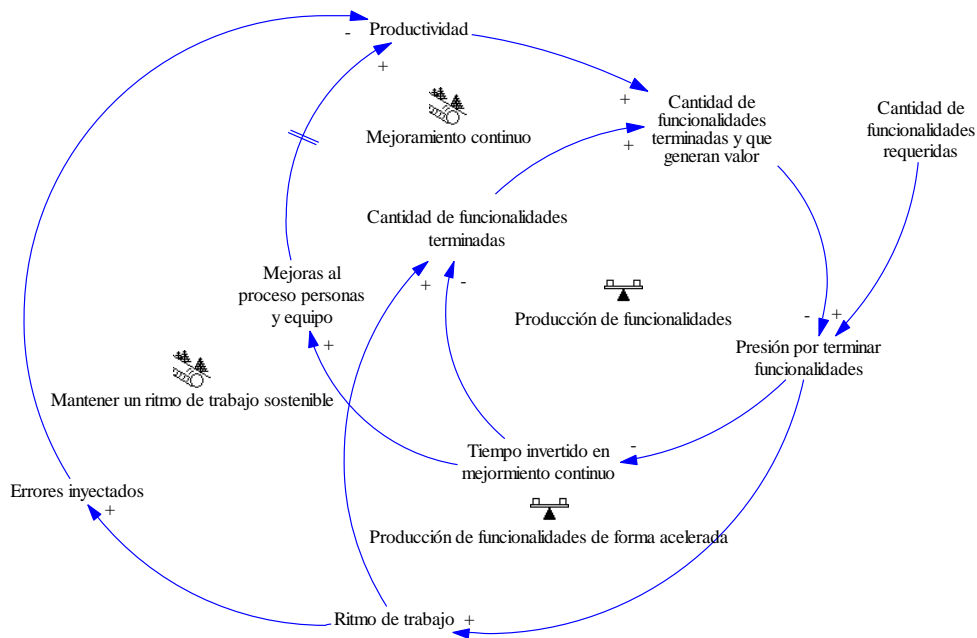 Productividad
-
+
Mejoramiento continuo
+
+
Cantidad de
funcionalidades
terminadas y que
generan valor
Cantidad de
funcionalidades
requeridas
Cantidad de funcionalidades
terminadas
+
-
Mejoras al
proceso personas
y equipo
+
Producción de funcionalidades
-
+
Presión por terminar
funcionalidades
Mantener un ritmo de trabajo sostenible
-
Tiempo invertido en
mejormiento continuo
Errores inyectados
+
Producción de funcionalidades de forma acelerada
Ritmo de trabajo
+